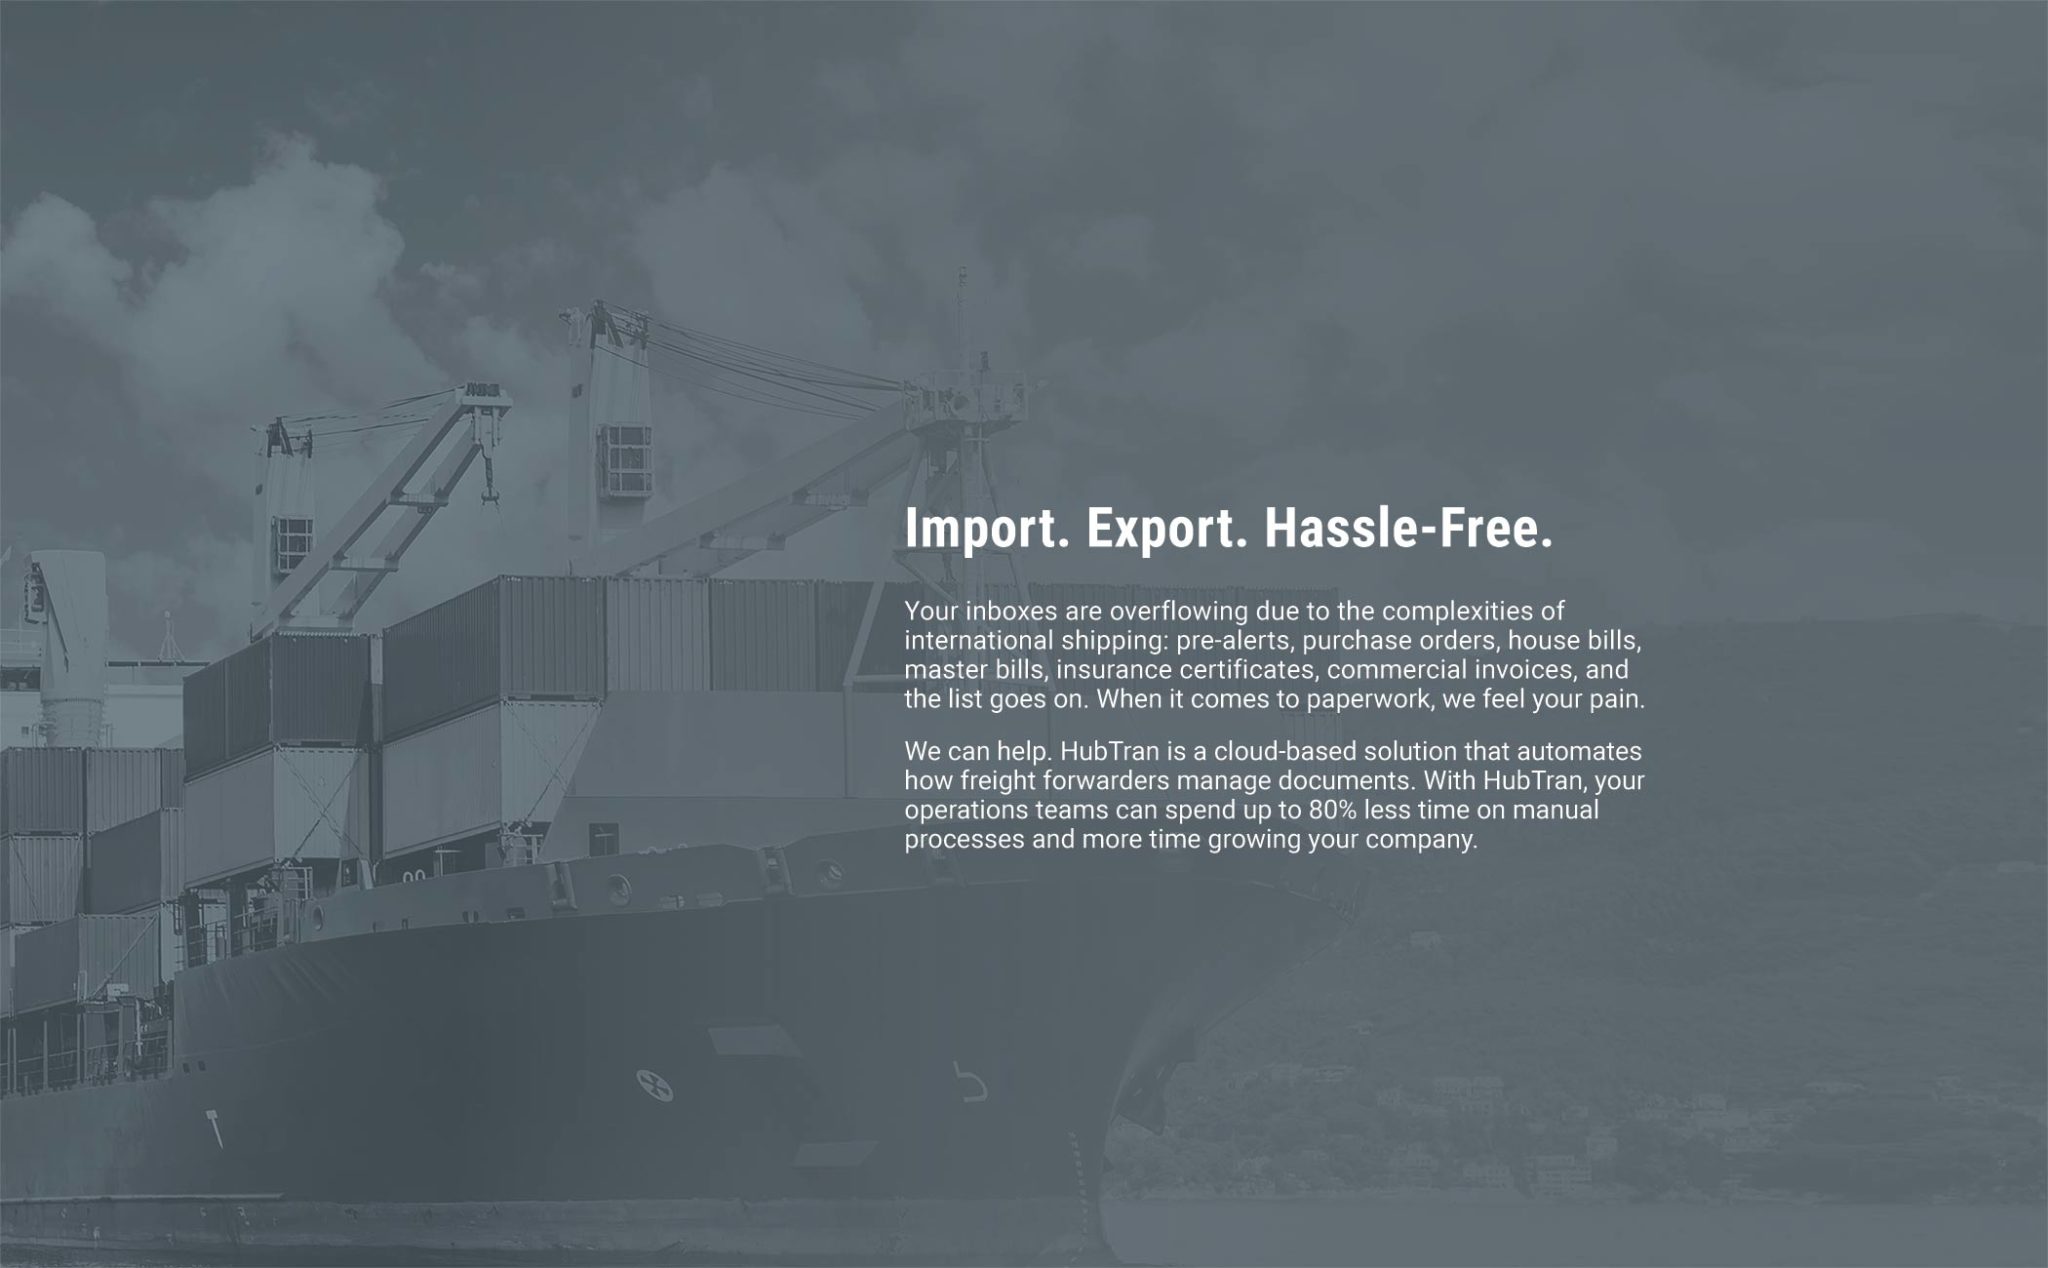 Import. Export. Hassle-Free.
Your inboxes are overflowing due to the complexities of
international shipping: pre-alerts, purchase orders, house bills,
master bills, insurance certificates, commercial invoices, and
the list goes on. When it comes to paperwork, we feel your pain.
We can help. HubTran is a cloud-based solution that automates
how freight forwarders manage documents. With HubTran, your
operations teams can spend up to 80% less time on manual
processes and more time growing your company.